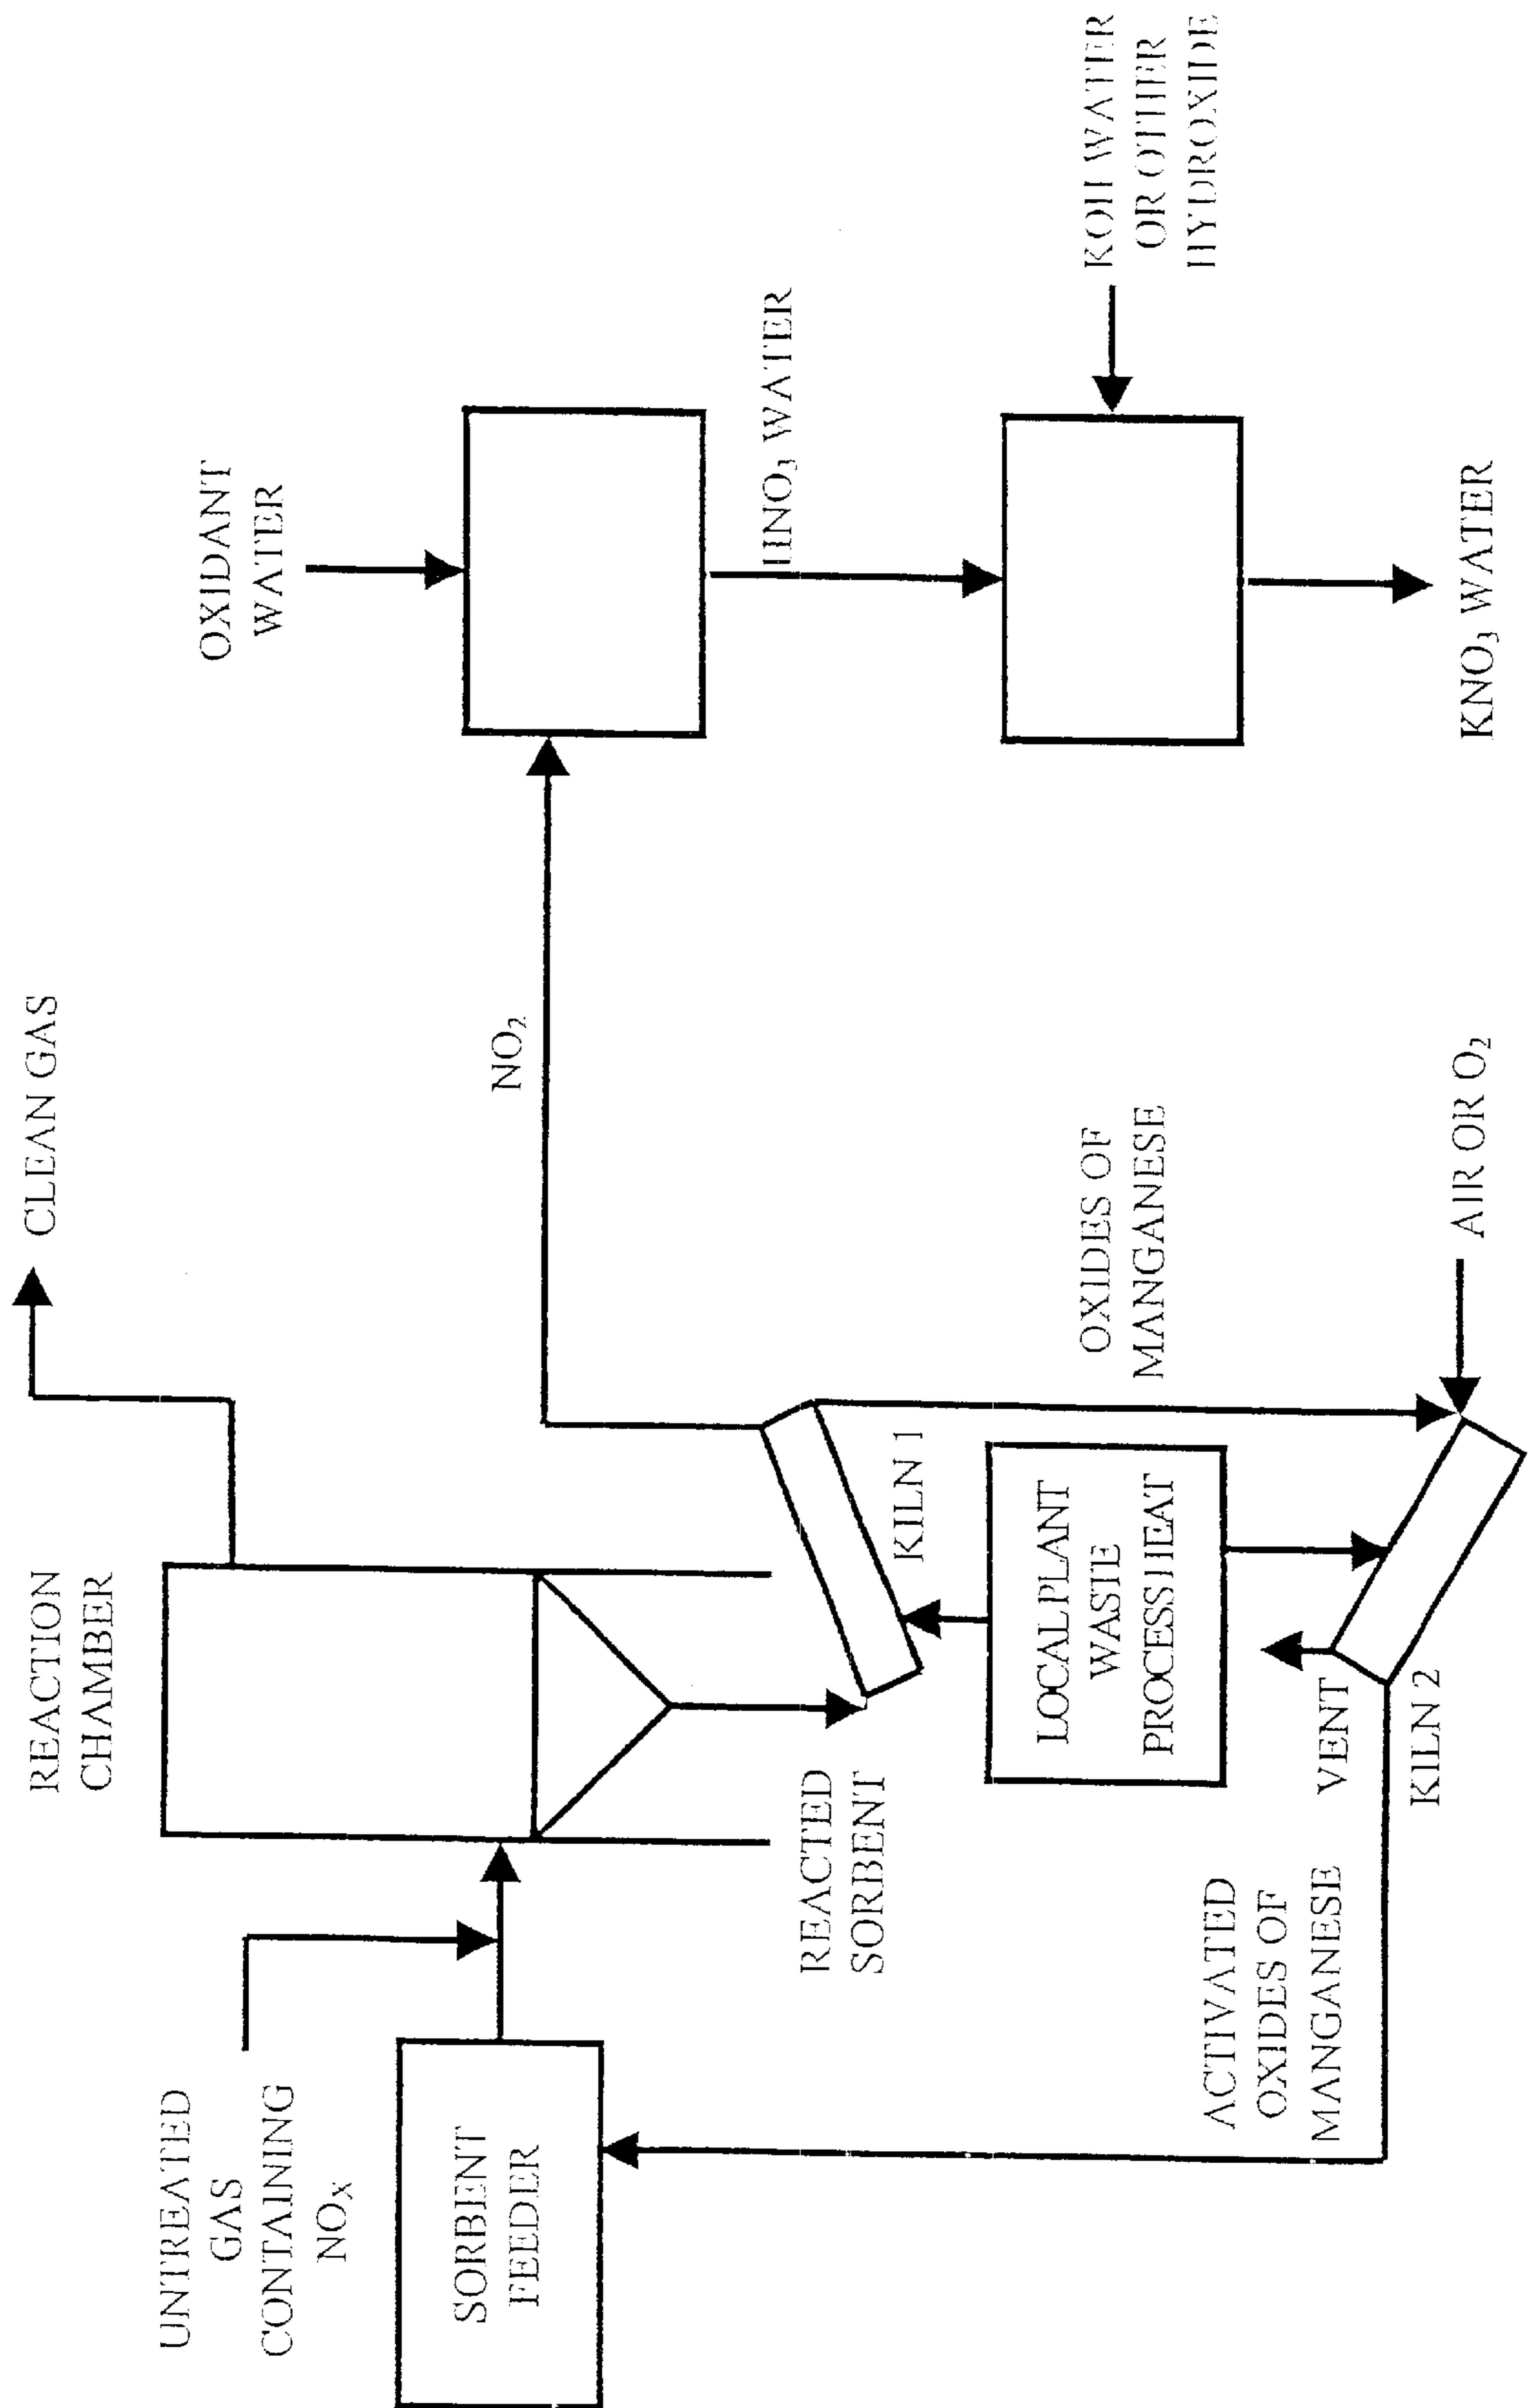 REACTION
CHAMBER
CLEAN GAS
UNTREATED
GAS
CONTAINING
NOₓ
SORBENT
FEEDER
REACTED
SORBENT
KILN 1
NO₂
OXIDANT
WATER
HNO₃ WATER
KOH WATER
OR OTHER
HYDROXIDE
KNO₃ WATER
LOCAL PLANT
WASTE
PROCESS HEAT
OXIDES OF
MANGANESE
AIR OR O₂
VENT
KILN 2
ACTIVATED
OXIDES OF
MANGANESE